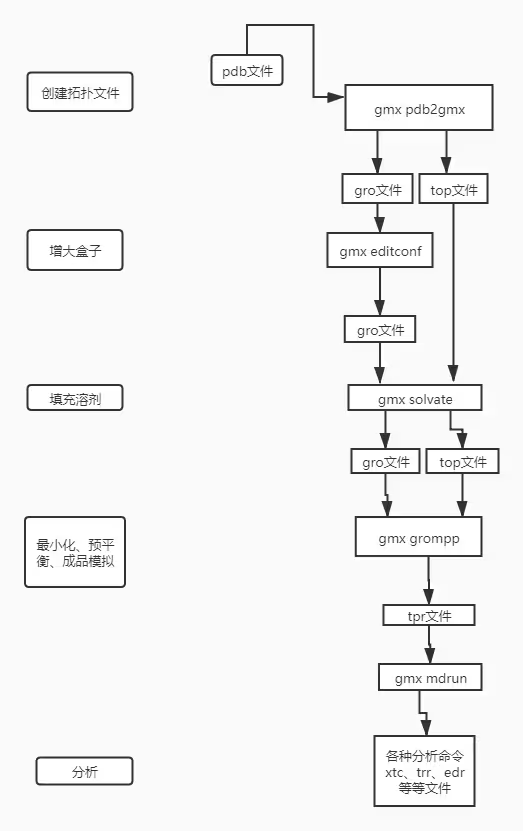 pdb文件
创建拓扑文件
gmx pdb2gmx
gro文件
top文件
增大盒子
gmx editconf
gro文件
填充溶剂
gmx solvate
gro文件
top文件
最小化、预平
衡、成品模拟
gmx grompp
tpr文件
gmx mdrun
分析
各种分析命令
xtc、trr、edr
等等文件